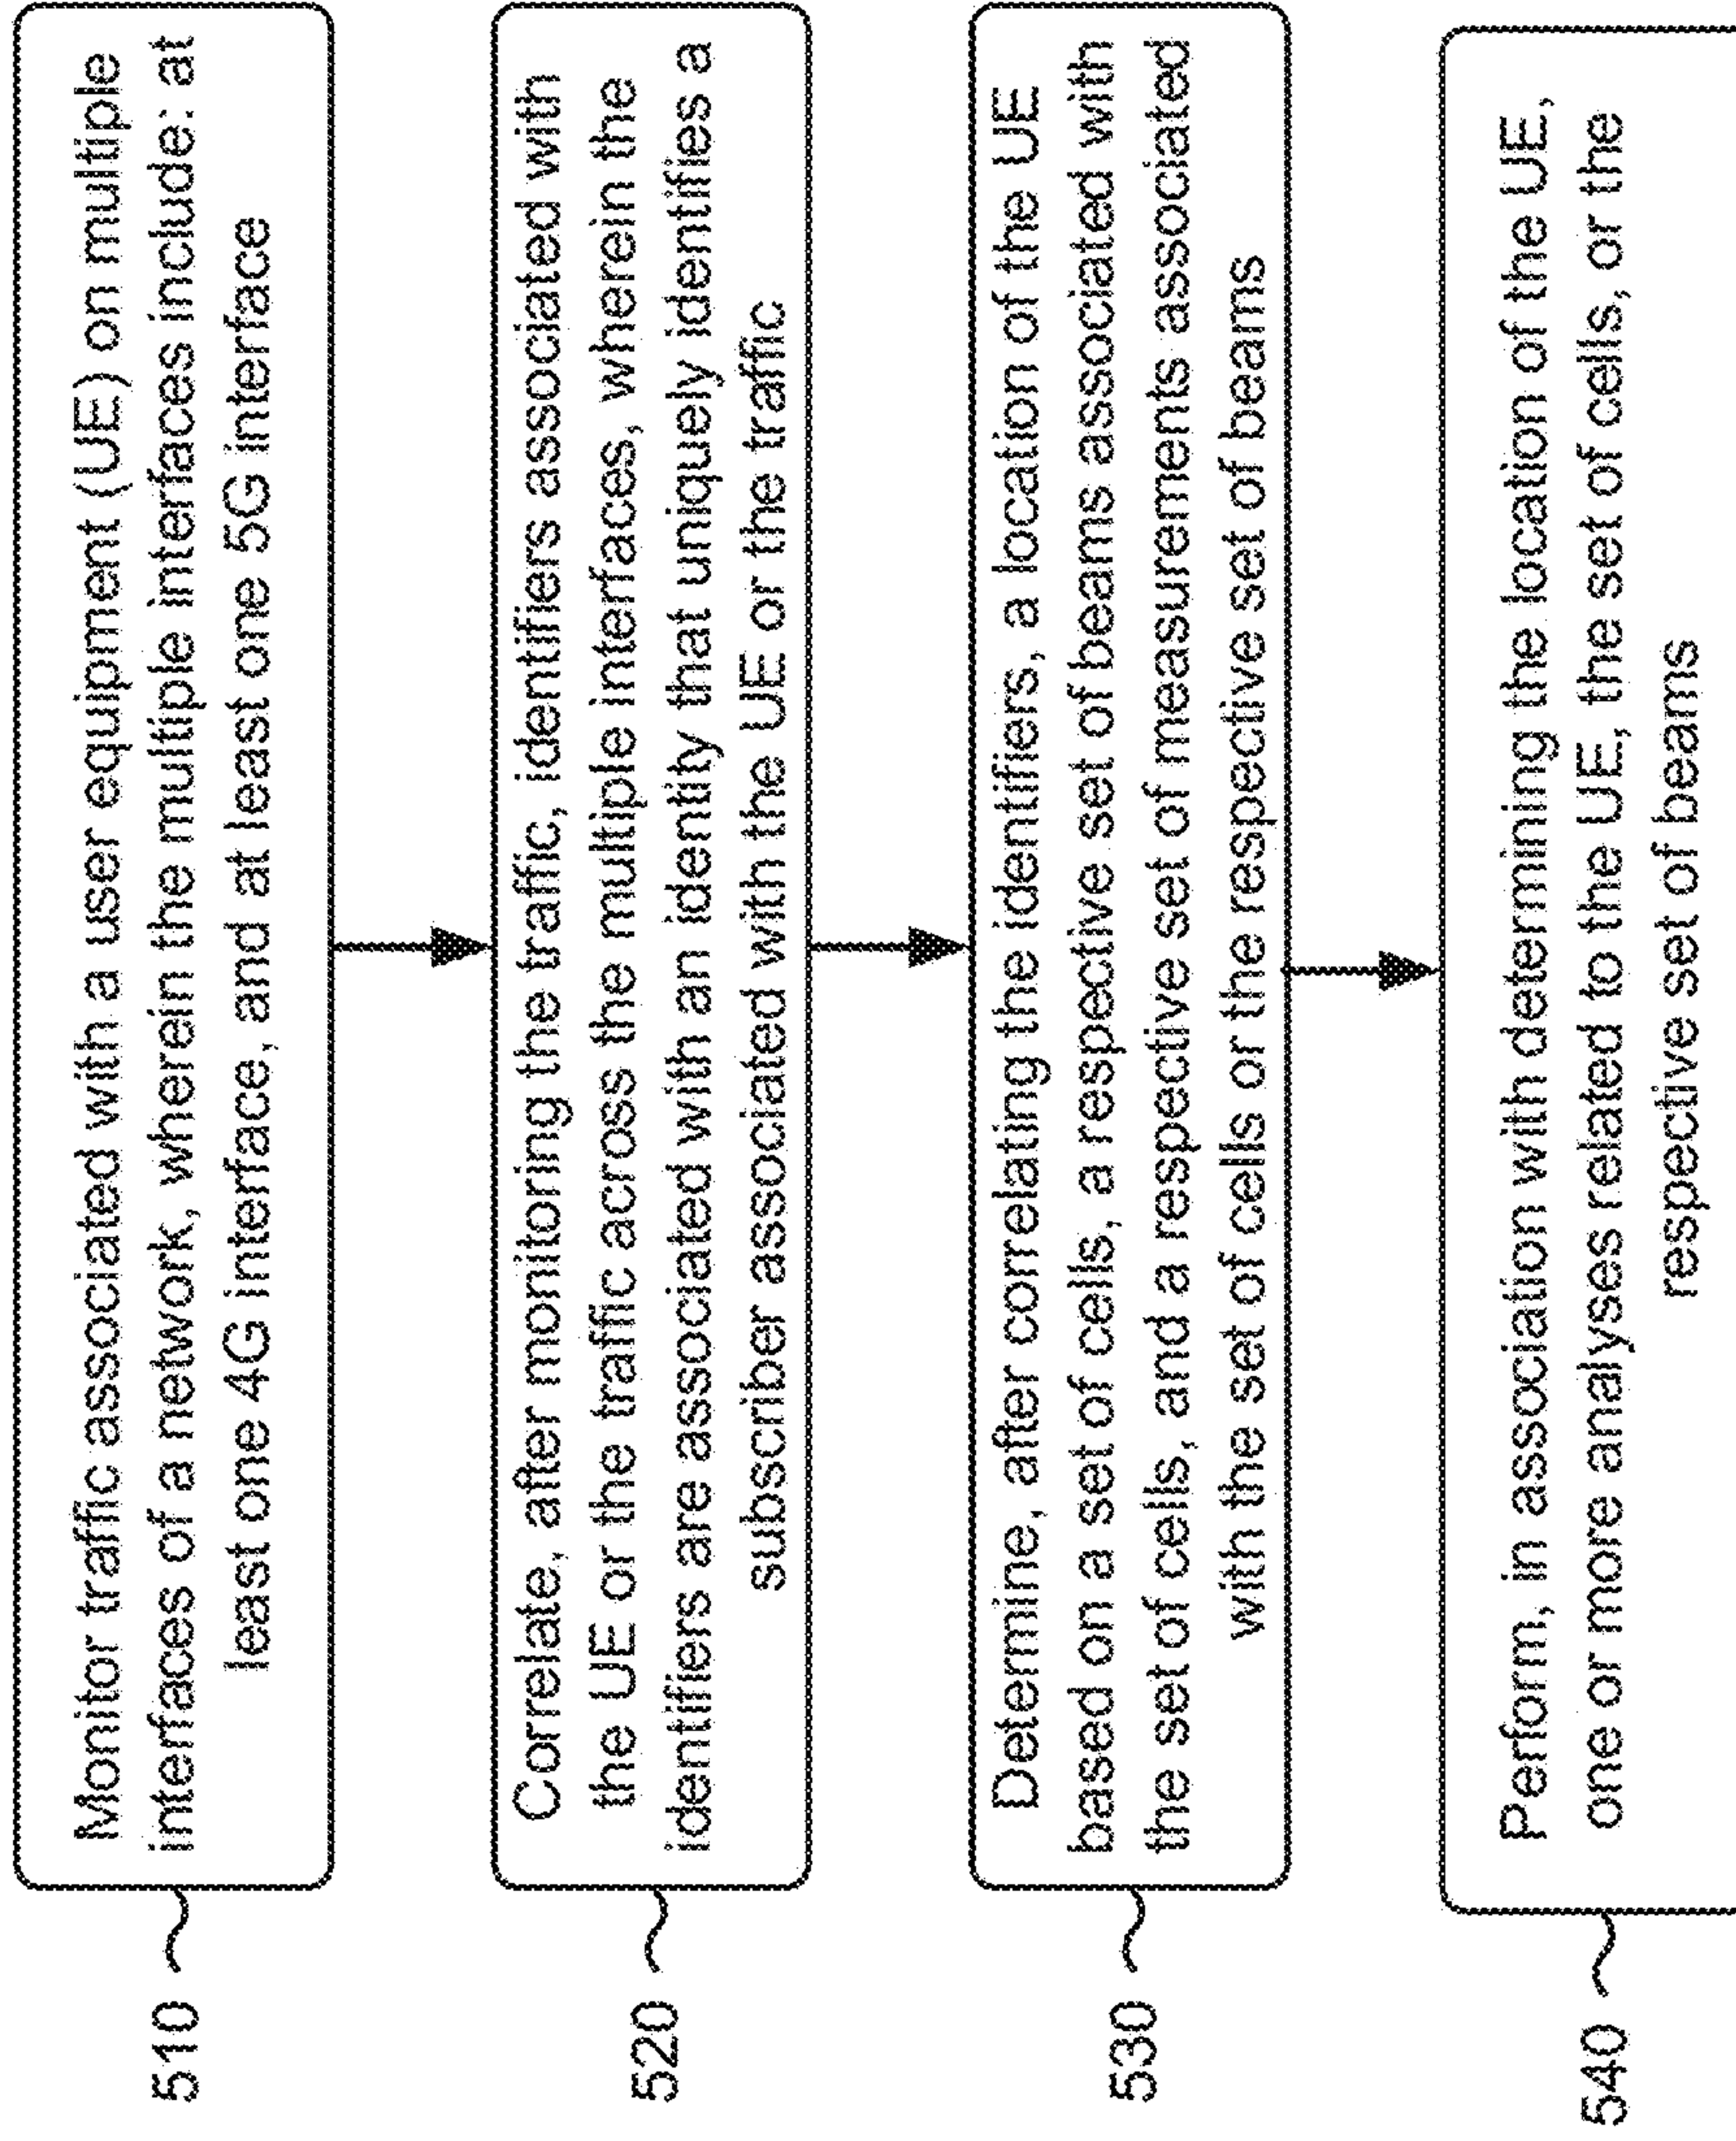 510
Monitor traffic associated with a user equipment (UE) on multiple
interfaces of a network, wherein the multiple interfaces include: at
least one 4G interface, and at least one 5G interface
520
Correlate, after monitoring the traffic, identifiers associated with
the UE or the traffic across the multiple interfaces, wherein the
identifiers are associated with an identity that uniquely identifies a
subscriber associated with the UE or the traffic
530
Determine, after correlating the identifiers, a location of the UE
based on a set of cells, a respective set of beams associated with
the set of cells, and a respective set of measurements associated
with the set of cells or the respective set of beams
540
Perform, in association with determining the location of the UE,
one or more analyses related to the UE, the set of cells, or the
respective set of beams